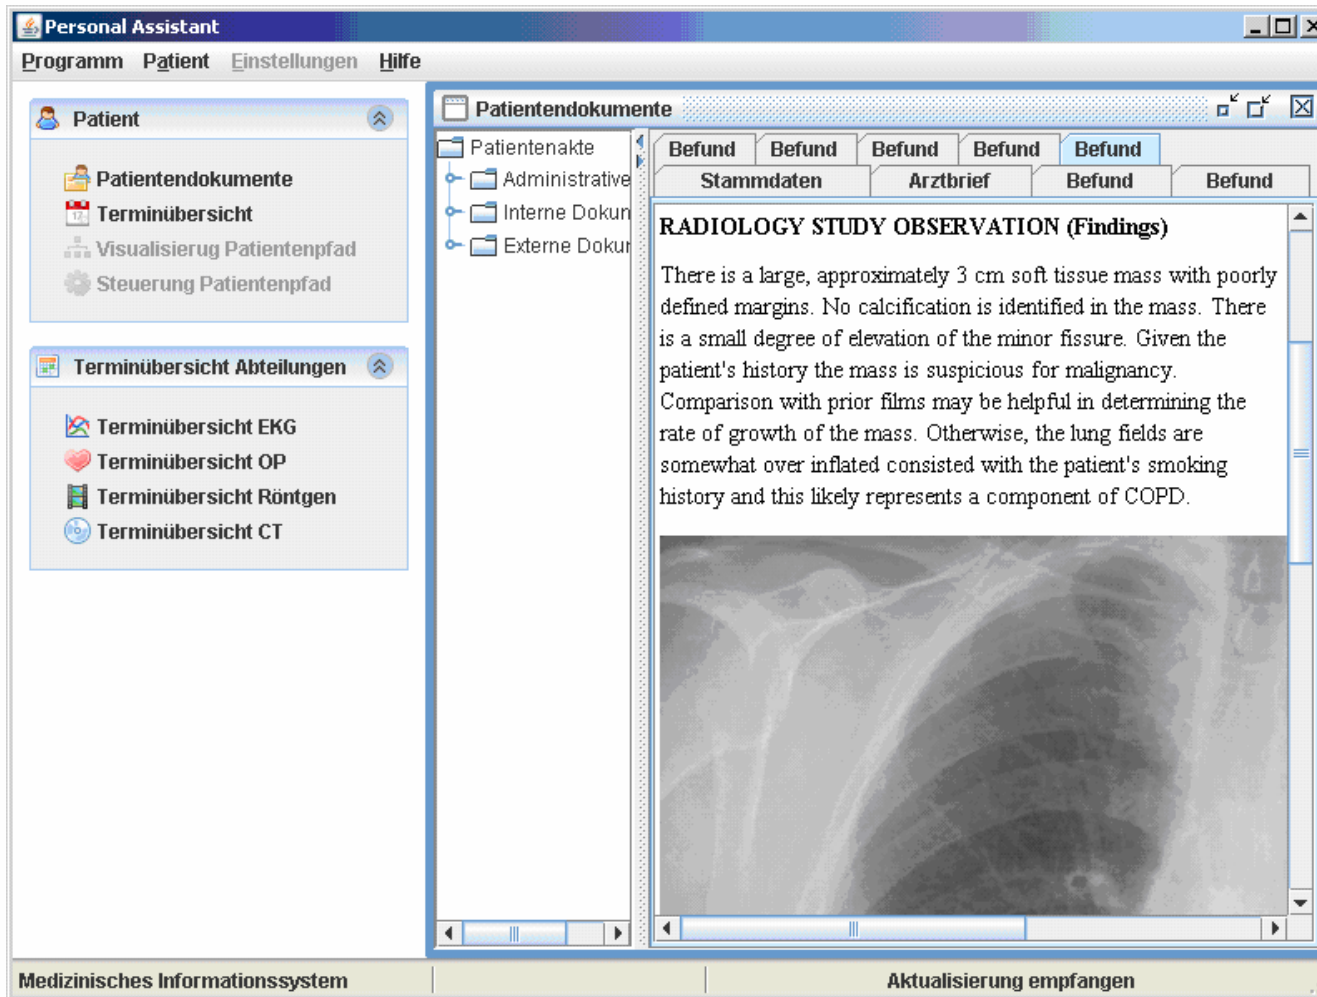 Personal Assistant
Programm Patient Einstellungen Hilfe
Patient
Patientendokumente
Terminübersicht
Visualisierug Patientenpfad
Steuerung Patientenpfad
Terminübersicht Abteilungen
Terminübersicht EKG
Terminübersicht OP
Terminübersicht Röntgen
Terminübersicht CT
Patientendokumente
Patientenakte
Administrative
Interne Dokun
Externe Dokur
Befund Befund Befund Befund Befund
Stammdaten Arztbrief Befund Befund
RADIOLOGY STUDY OBSERVATION (Findings)
There is a large, approximately 3 cm soft tissue mass with poorly
defined margins. No calcification is identified in the mass. There
is a small degree of elevation of the minor fissure. Given the
patient's history the mass is suspicious for malignancy.
Comparison with prior films may be helpful in determining the
rate of growth of the mass. Otherwise, the lung fields are
somewhat over inflated consisted with the patient's smoking
history and this likely represents a component of COPD.
Medizinisches Informationssystem
Aktualisierung empfangen